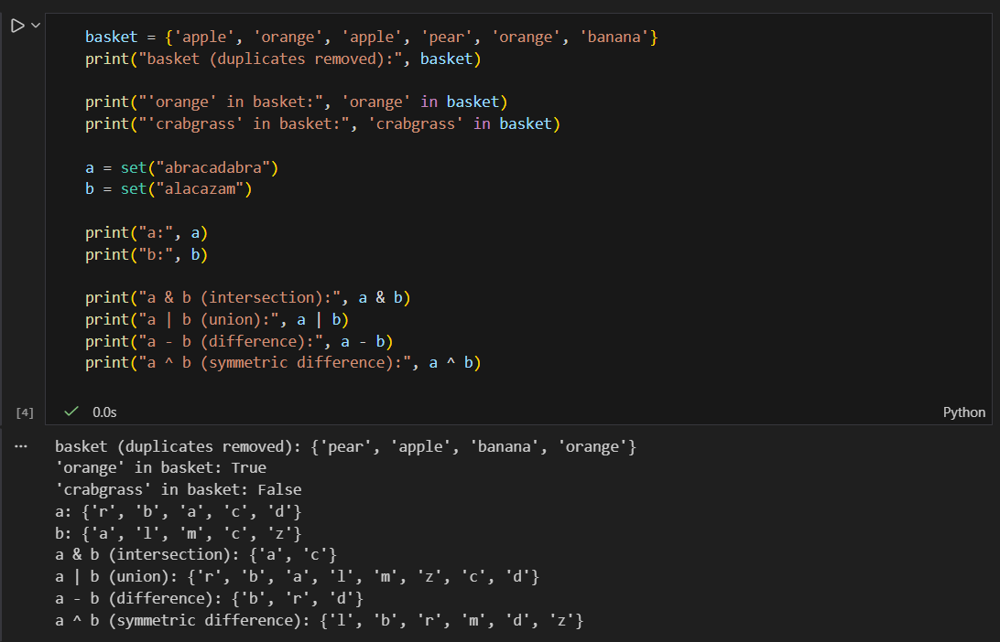 basket = {'apple', 'orange', 'apple', 'pear', 'orange', 'banana'}
print("basket (duplicates removed):", basket)
print("'orange' in basket:", 'orange' in basket)
print("'crabgrass' in basket:", 'crabgrass' in basket)
a = set("abracadabra")
b = set("alacazam")
print("a:", a)
print("b:", b)
print("a & b (intersection):", a & b)
print("a | b (union):", a | b)
print("a - b (difference):", a - b)
print("a ^ b (symmetric difference):", a ^ b)
[4] 0.0s Python
basket (duplicates removed): {'pear', 'apple', 'banana', 'orange'}
'orange' in basket: True
'crabgrass' in basket: False
a: {'r', 'b', 'a', 'c', 'd'}
b: {'a', 'l', 'm', 'c', 'z'}
a & b (intersection): {'a', 'c'}
a | b (union): {'r', 'b', 'a', 'l', 'm', 'z', 'c', 'd'}
a - b (difference): {'b', 'r', 'd'}
a ^ b (symmetric difference): {'l', 'b', 'r', 'm', 'd', 'z'}